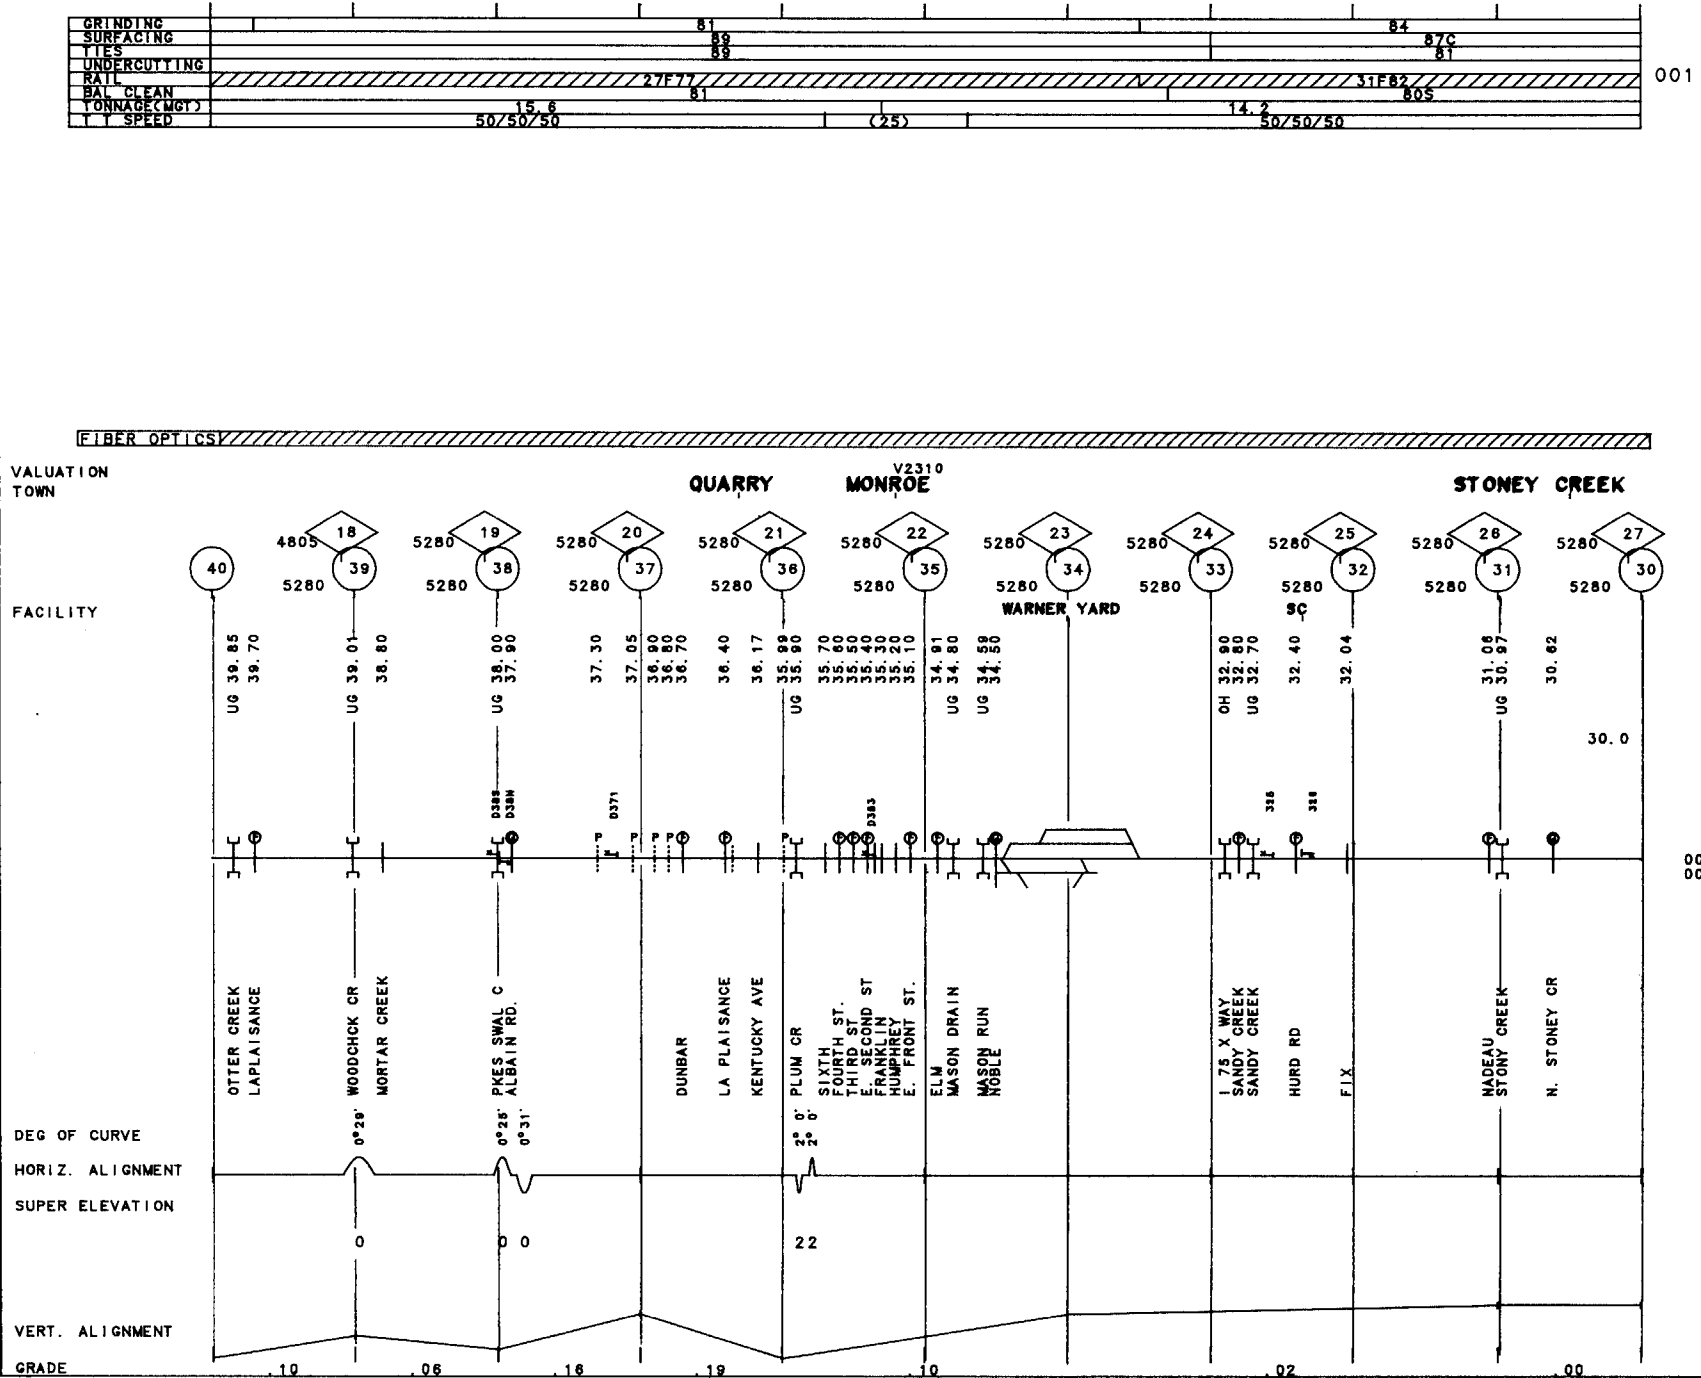 GRINDING 81 84
SURFACING 89 87C
TIES 89 81
UNDERCUTTING
RAIL 27F77 31F82
BAL CLEAN 81 80S
TONNAGE(MGT) 15.6 14.2
T T SPEED 50/50/50 (25) 50/50/50
001
FIBER OPTICS
VALUATION V2310
TOWN QUARRY MONROE STONEY CREEK
18 19 20 21 22 23 24 25 26 27
4805 5280 5280 5280 5280 5280 5280 5280 5280 5280
40 39 38 37 36 35 34 33 32 31 30
5280 5280 5280 5280 5280 5280 5280 5280 5280 5280
FACILITY WARNER YARD SC
UG 39.85
39.70
UG 39.01
38.80
UG 38.00
37.90
37.30
37.05
36.90
36.80
36.70
36.40
36.17
35.99
UG 35.90
35.70
35.60
35.50
35.40
35.30
35.20
35.10
34.91
UG 34.80
UG 34.59
34.50
OH 32.90
32.80
UG 32.70
32.40
32.04
31.06
UG 30.97
30.62
30.0
D38S
D38N
D371
D353
325
326
P P P P P
OTTER CREEK
LAPLAISANCE
WOODCHCK CR
MORTAR CREEK
PKES SWAL C
ALBAIN RD.
DUNBAR
LA PLAISANCE
KENTUCKY AVE
PLUM CR
SIXTH
FOURTH ST.
THIRD ST
E. SECOND ST
FRANKLIN
HUMPHREY
E. FRONT ST.
ELM
MASON DRAIN
MASON RUN
NOBLE
I 75 X WAY
SANDY CREEK
SANDY CREEK
HURD RD
FIX
NADEAU
STONY CREEK
N. STONEY CR
DEG OF CURVE 0°29' 0°25' 0°31' 2° 0' 2° 0'
HORIZ. ALIGNMENT
SUPER ELEVATION
0 0 0 2 2
VERT. ALIGNMENT
GRADE .10 .06 .16 .19 .10 .02 .00